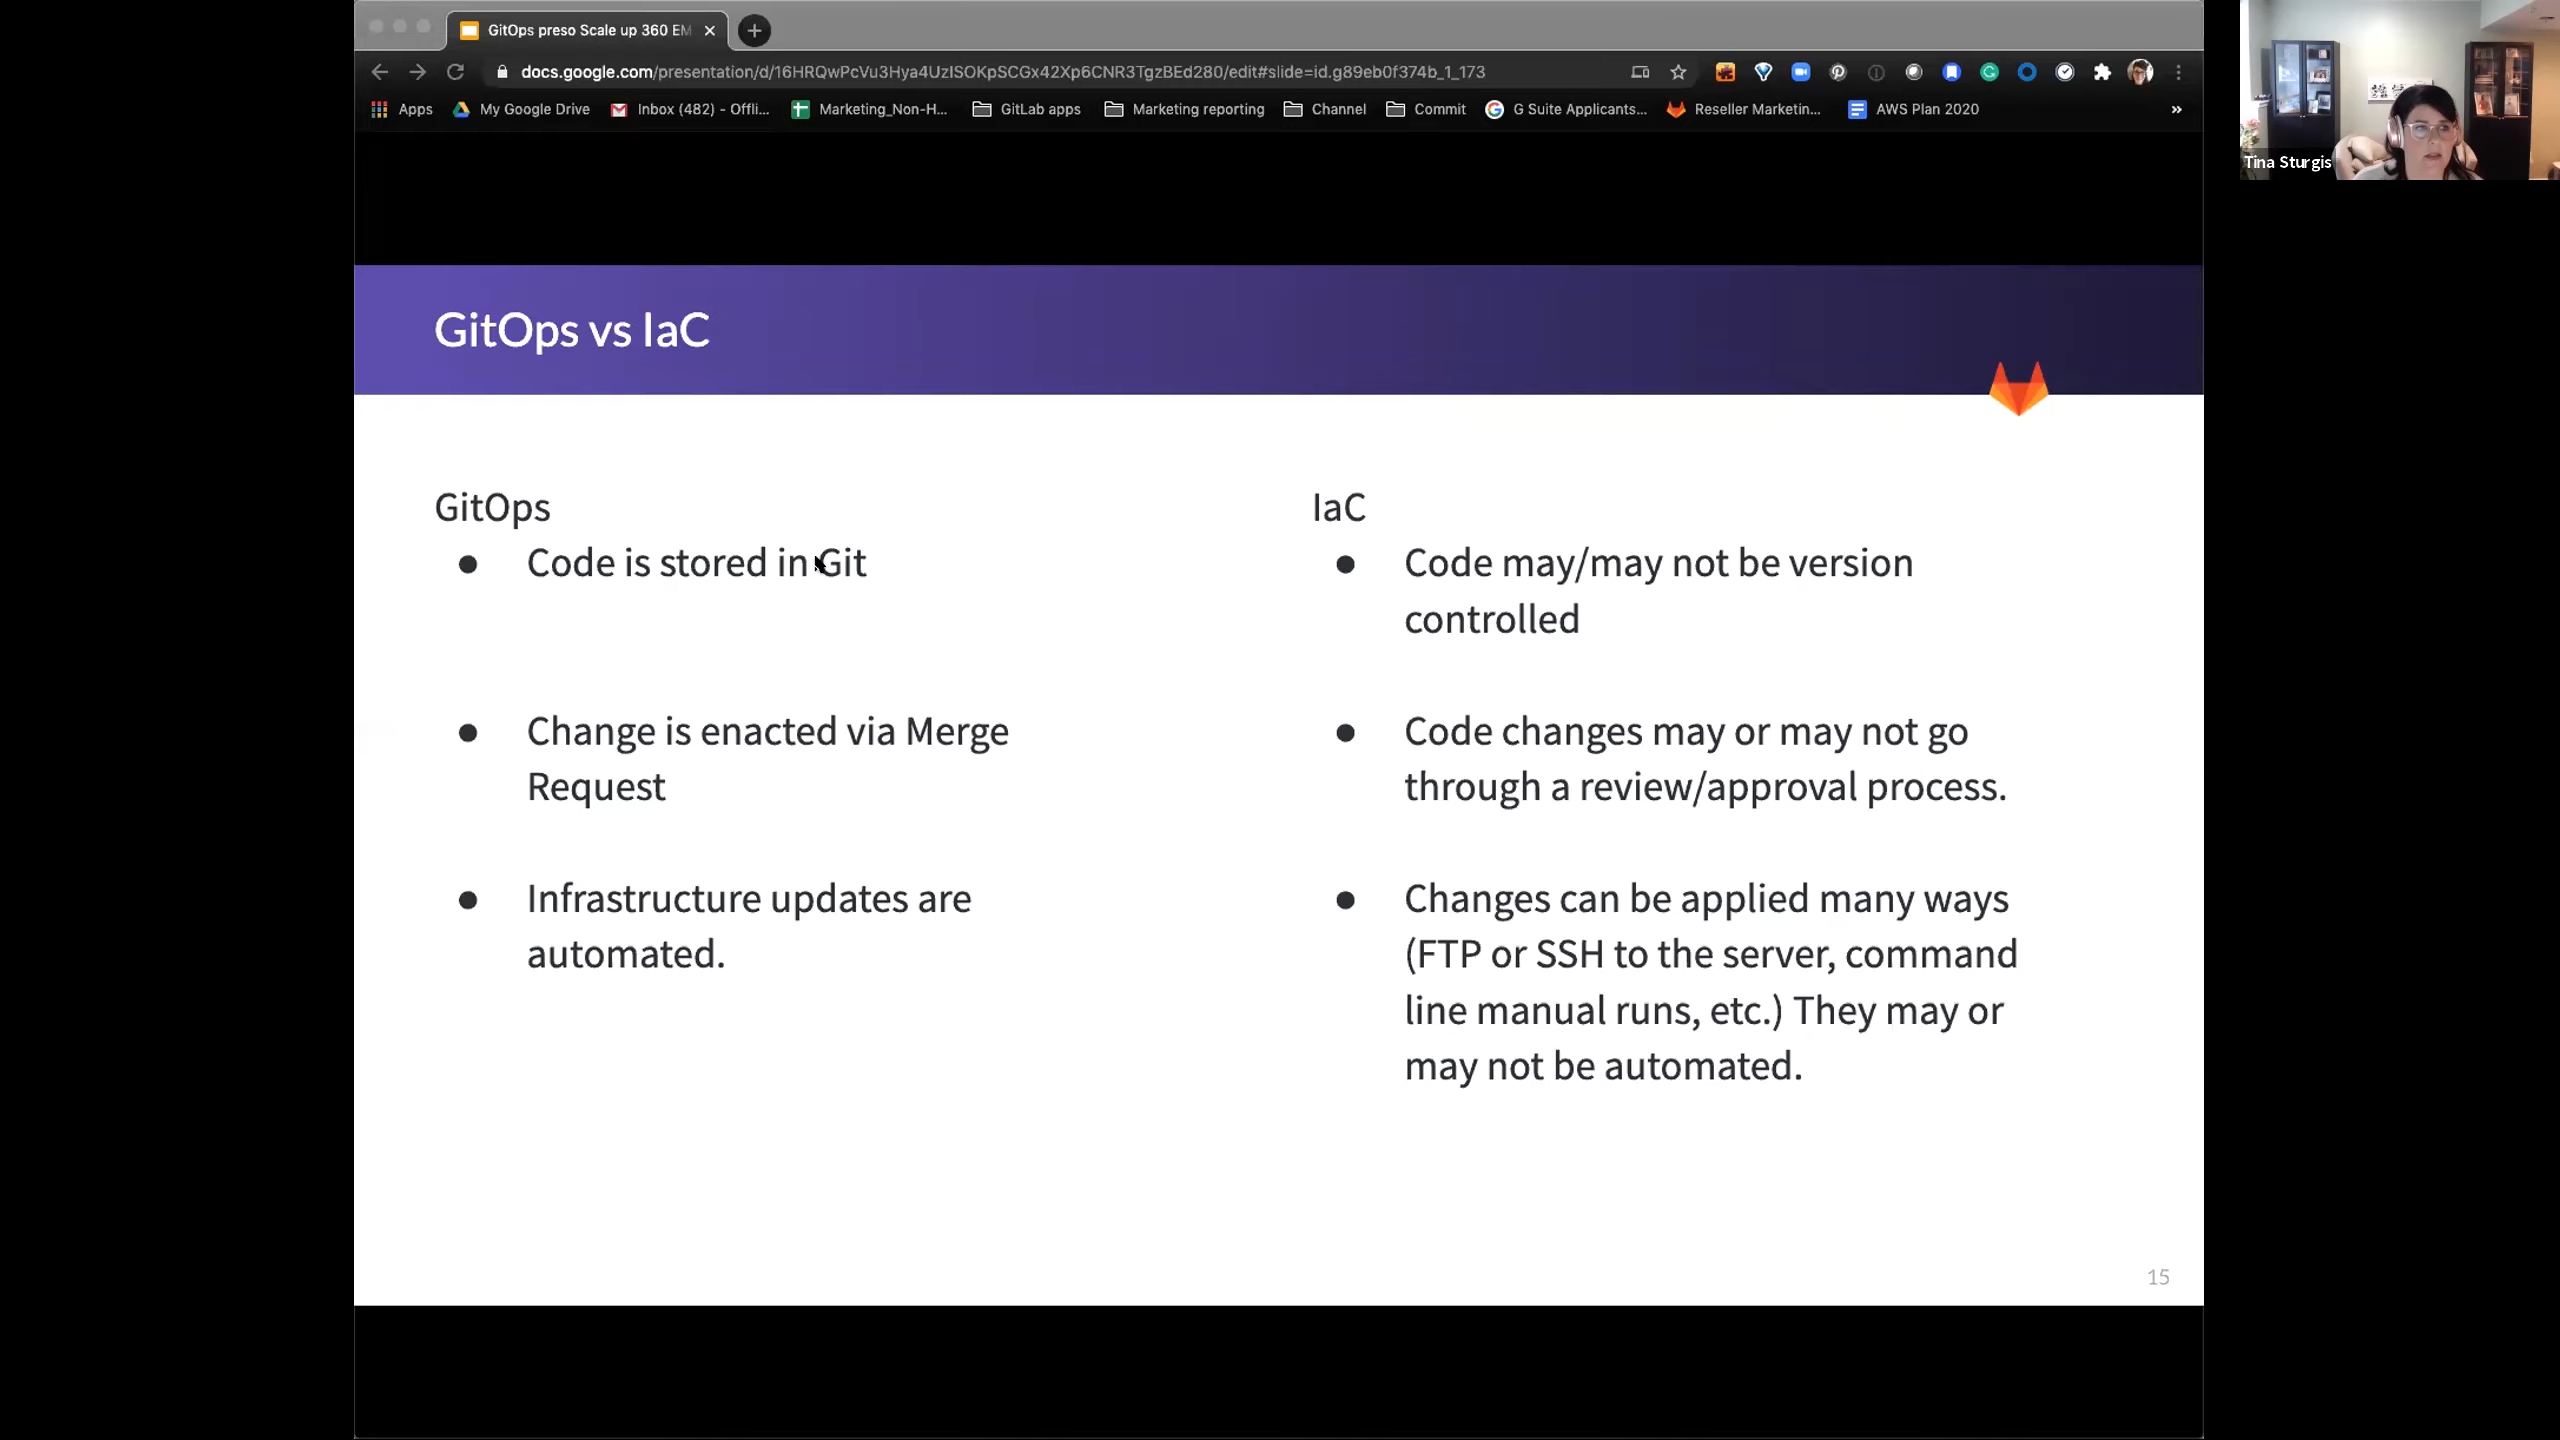 GitOps preso Scale up 360 EM
docs.google.com/presentation/d/16HRQwPcVu3Hya4UzISOKpSCGx42Xp6CNR3TgzBEd280/edit#slide=id.g89eb0f374b_1_173
Apps My Google Drive Inbox (482) - Offli... Marketing_Non-H... GitLab apps Marketing reporting Channel Commit G Suite Applicants... Reseller Marketin... AWS Plan 2020 »
Tina Sturgis
GitOps vs IaC
GitOps
● Code is stored in Git
● Change is enacted via Merge
Request
● Infrastructure updates are
automated.
IaC
● Code may/may not be version
controlled
● Code changes may or may not go
through a review/approval process.
● Changes can be applied many ways
(FTP or SSH to the server, command
line manual runs, etc.) They may or
may not be automated.
15